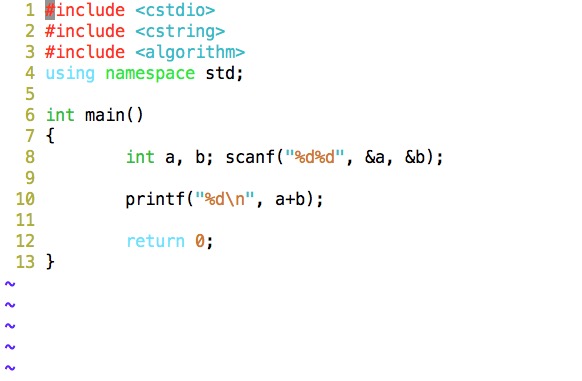 1 #include <cstdio>
2 #include <cstring>
3 #include <algorithm>
4 using namespace std;
5
6 int main()
7 {
8         int a, b; scanf("%d%d", &a, &b);
9
10         printf("%d\n", a+b);
11
12         return 0;
13 }
~
~
~
~
~